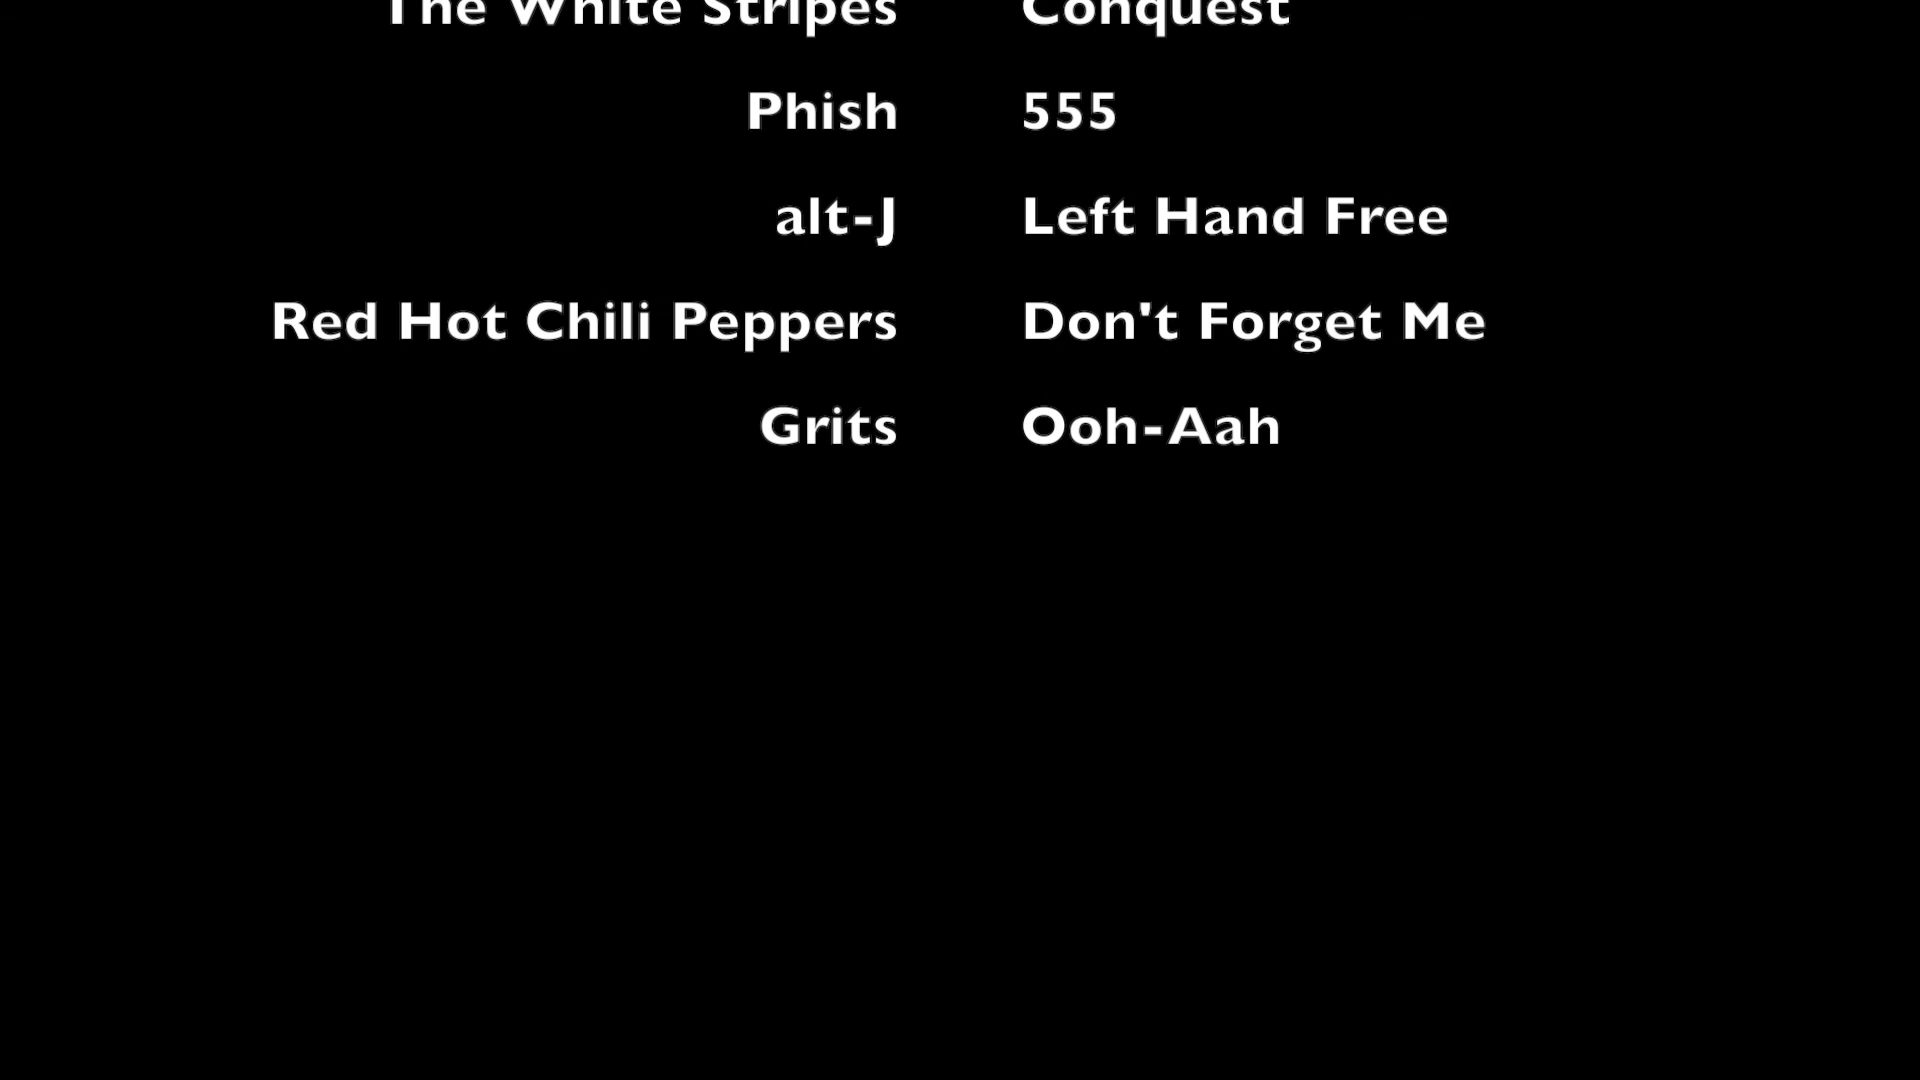 The White Stripes Conquest
Phish 555
alt-J Left Hand Free
Red Hot Chili Peppers Don't Forget Me
Grits Ooh-Aah